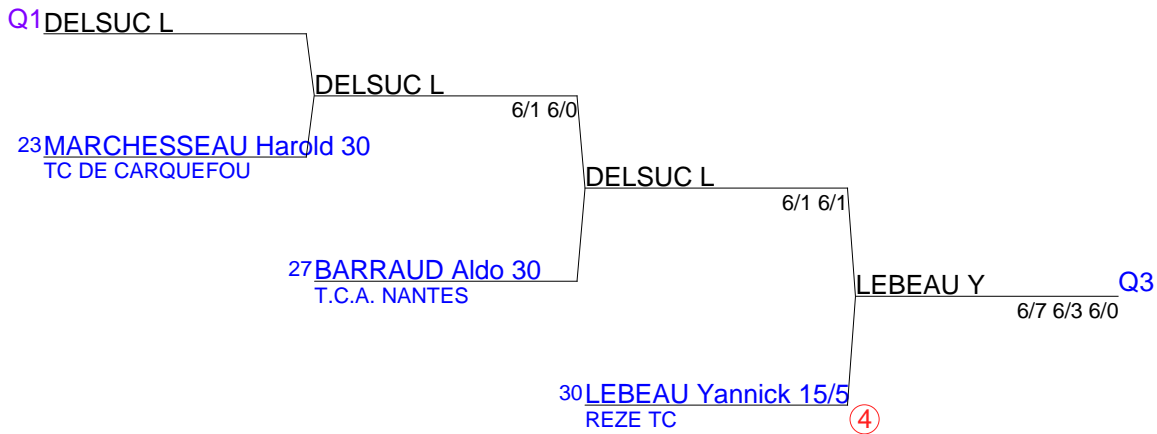 Q1 DELSUC L
DELSUC L
6/1 6/0
23 MARCHESSEAU Harold 30
TC DE CARQUEFOU
DELSUC L
6/1 6/1
27 BARRAUD Aldo 30
T.C.A. NANTES
LEBEAU Y Q3
6/7 6/3 6/0
30 LEBEAU Yannick 15/5
REZE TC
4